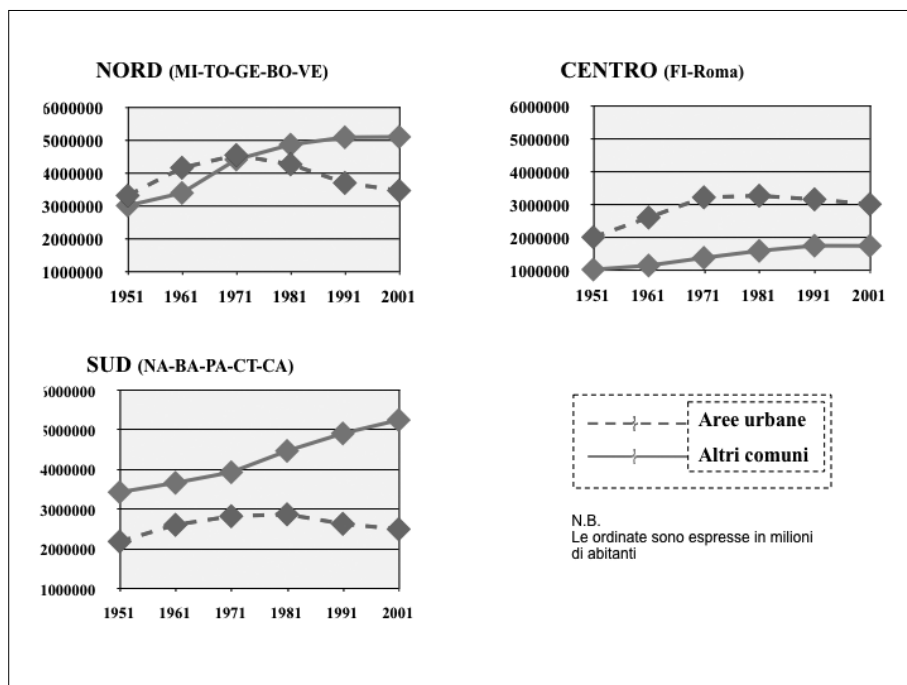 NORD (MI-TO-GE-BO-VE)
6000000
5000000
4000000
3000000
2000000
1000000
1951 1961 1971 1981 1991 2001
CENTRO (FI-Roma)
6000000
5000000
4000000
3000000
2000000
1000000
1951 1961 1971 1981 1991 2001
SUD (NA-BA-PA-CT-CA)
6000000
5000000
4000000
3000000
2000000
1000000
1951 1961 1971 1981 1991 2001
Aree urbane
Altri comuni
N.B.
Le ordinate sono espresse in milioni
di abitanti